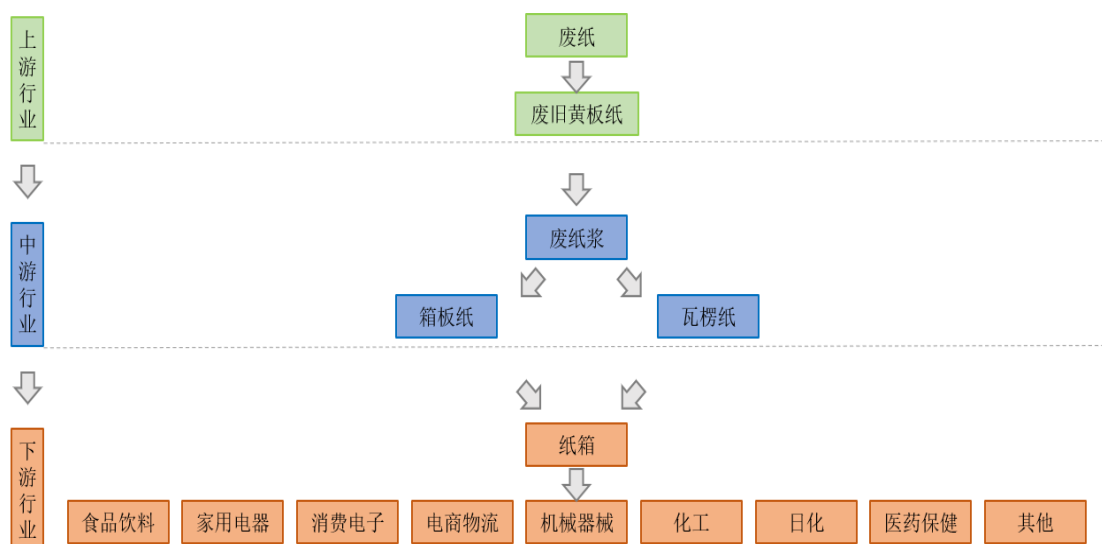 上游行业
废纸
废旧黄板纸
中游行业
废纸浆
箱板纸
瓦楞纸
下游行业
纸箱
食品饮料
家用电器
消费电子
电商物流
机械器械
化工
日化
医药保健
其他